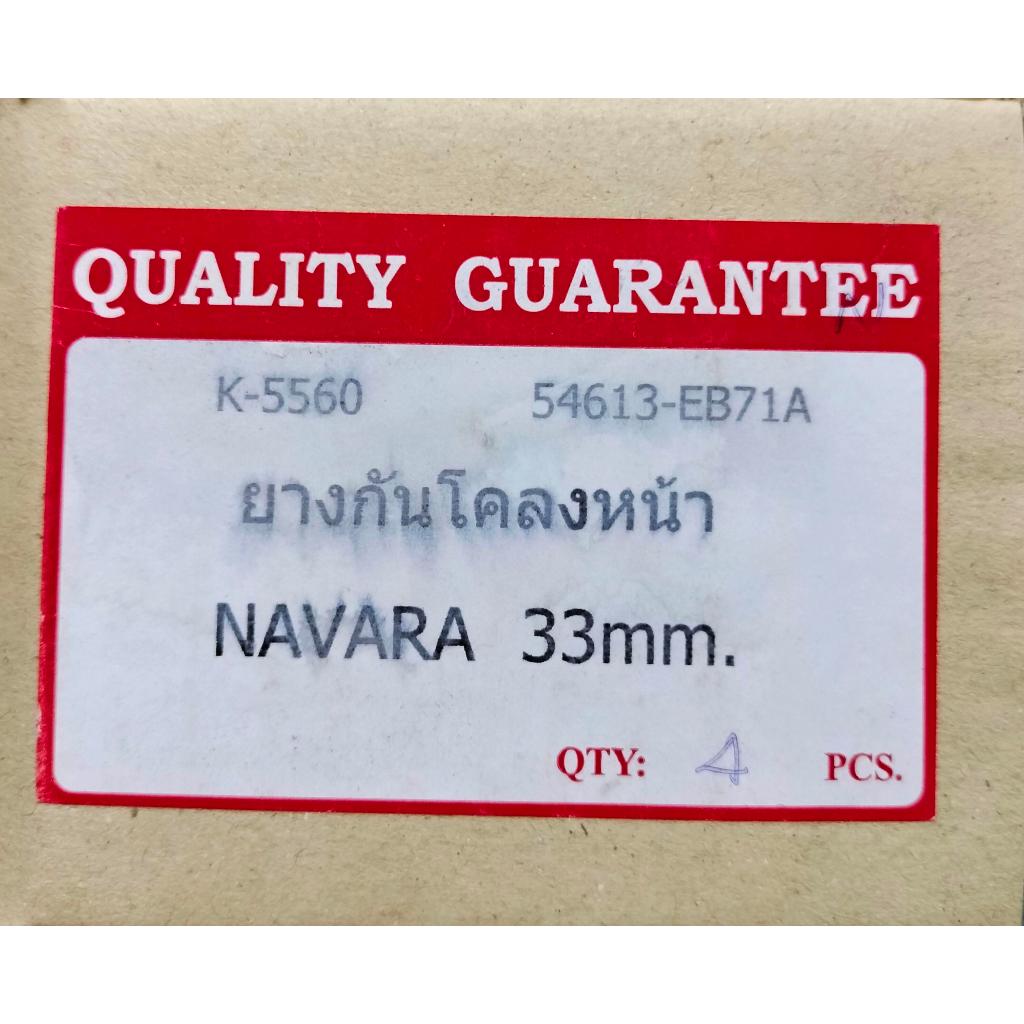 QUALITY GUARANTEE
K-5560 54613-EB71A
ยางกันโคลงหน้า
NAVARA 33mm.
QTY: 4 PCS.